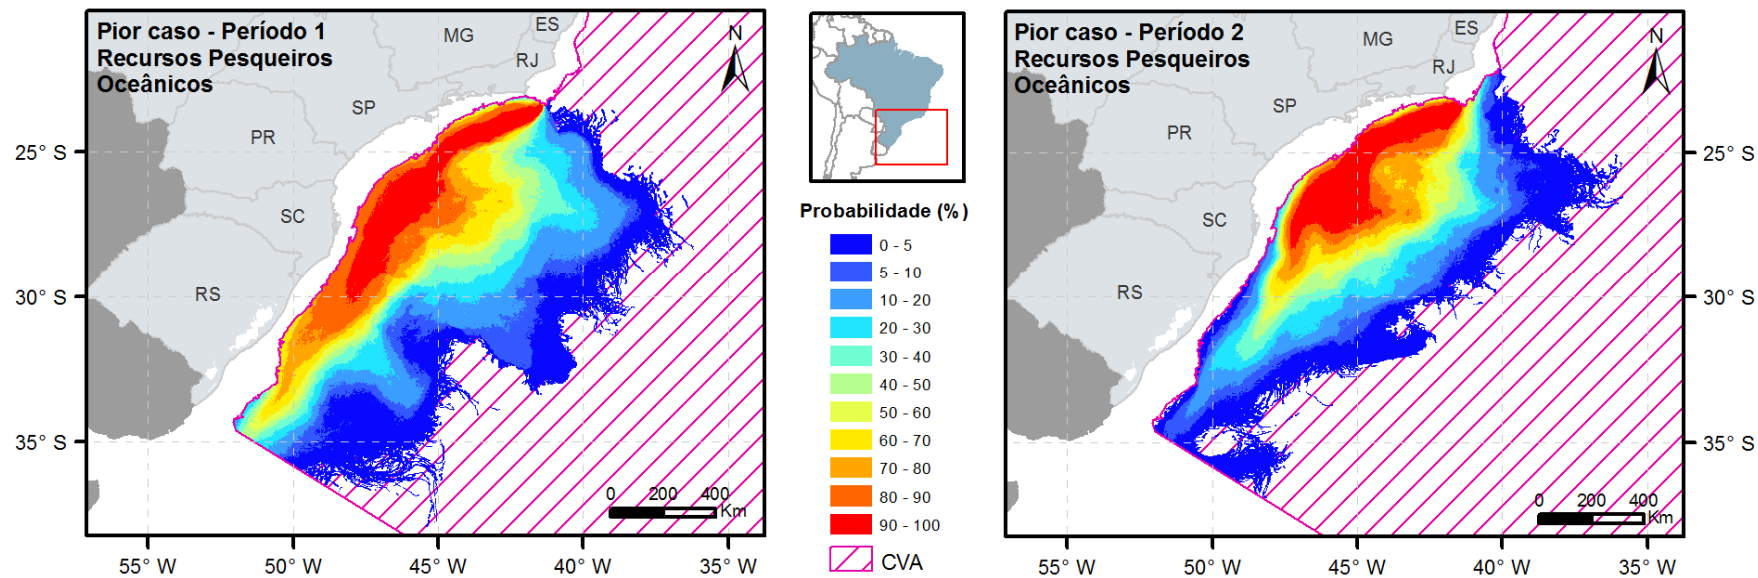 Pior caso - Período 1
Recursos Pesqueiros
Oceânicos
MG
ES
RJ
SP
PR
SC
RS
N
25° S
30° S
35° S
0 200 400
Km
55° W
50° W
45° W
40° W
35° W
Probabilidade (%)
0 - 5
5 - 10
10 - 20
20 - 30
30 - 40
40 - 50
50 - 60
60 - 70
70 - 80
80 - 90
90 - 100
CVA
Pior caso - Período 2
Recursos Pesqueiros
Oceânicos
MG
ES
RJ
SP
PR
SC
RS
N
25° S
30° S
35° S
0 200 400
Km
55° W
50° W
45° W
40° W
35° W